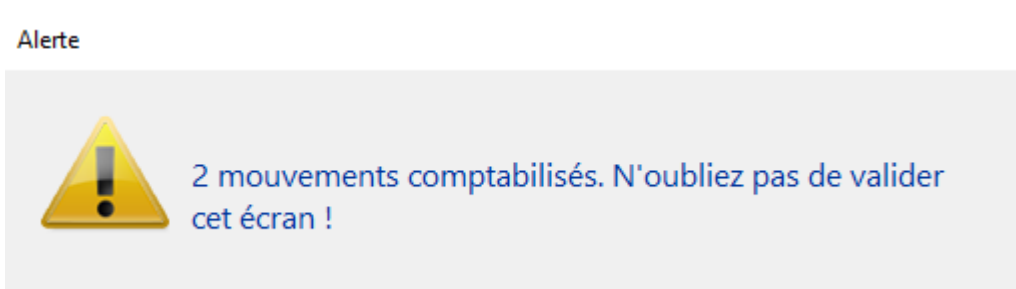 Alerte
2 mouvements comptabilisés. N'oubliez pas de valider
cet écran !